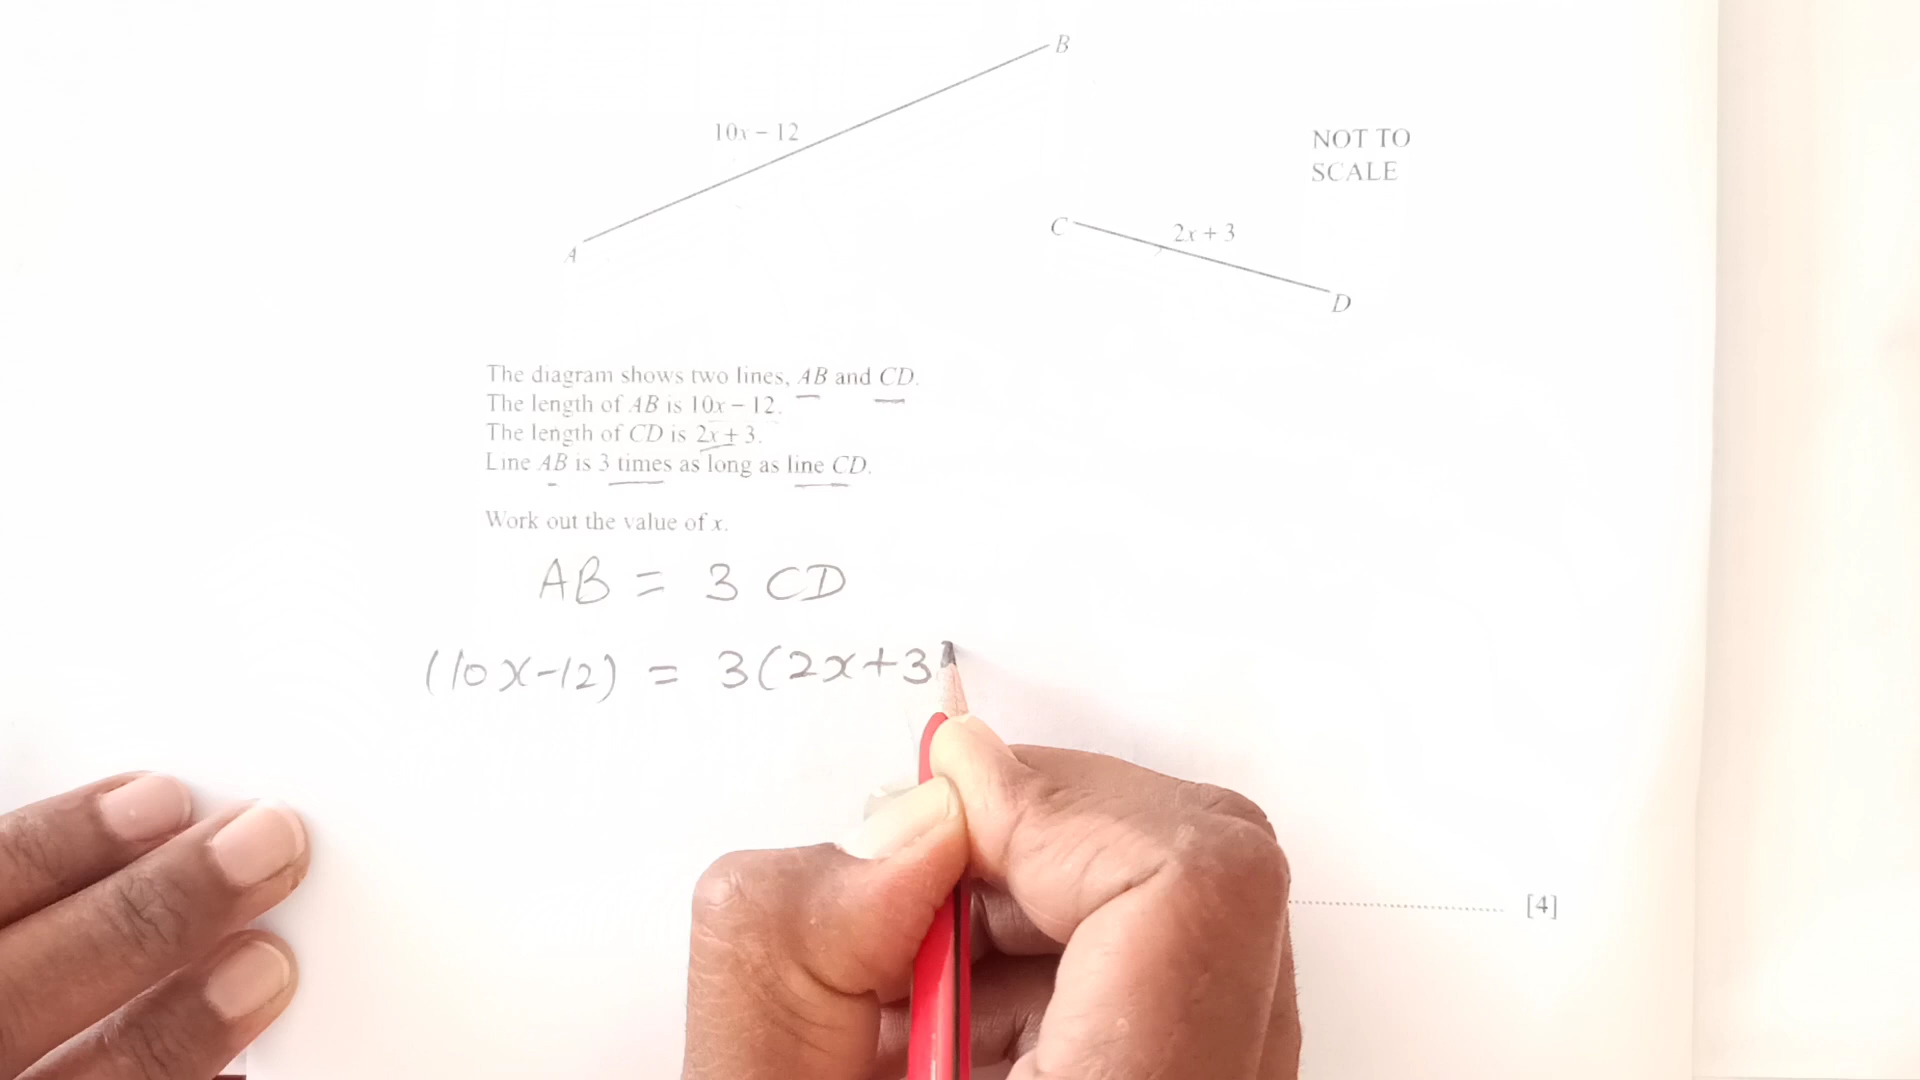 B
10x – 12
NOT TO
SCALE
A
C
2x + 3
D
The diagram shows two lines, AB and CD.
The length of AB is 10x – 12.
The length of CD is 2x + 3.
Line AB is 3 times as long as line CD.
Work out the value of x.
AB = 3 CD
(10x-12) = 3(2x+3
[4]